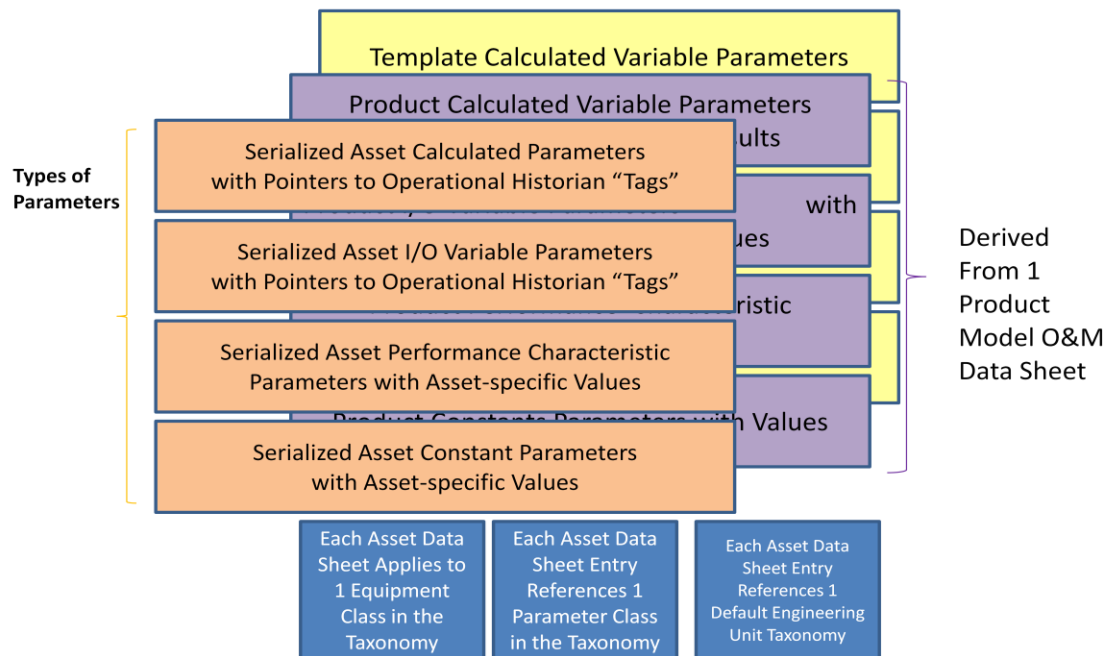 Template Calculated Variable Parameters
Product Calculated Variable Parameters
Serialized Asset Calculated Parameters
with Pointers to Operational Historian “Tags”
Types of
Parameters
with
Serialized Asset I/O Variable Parameters
with Pointers to Operational Historian “Tags”
Derived
From 1
Product
Model O&M
Data Sheet
Characteristic
Serialized Asset Performance Characteristic
Parameters with Asset-specific Values
Product Constants Parameters with Values
Serialized Asset Constant Parameters
with Asset-specific Values
Each Asset Data
Sheet Applies to
1 Equipment
Class in the
Taxonomy
Each Asset Data
Sheet Entry
References 1
Parameter Class
in the Taxonomy
Each Asset Data
Sheet Entry
References 1
Default Engineering
Unit Taxonomy